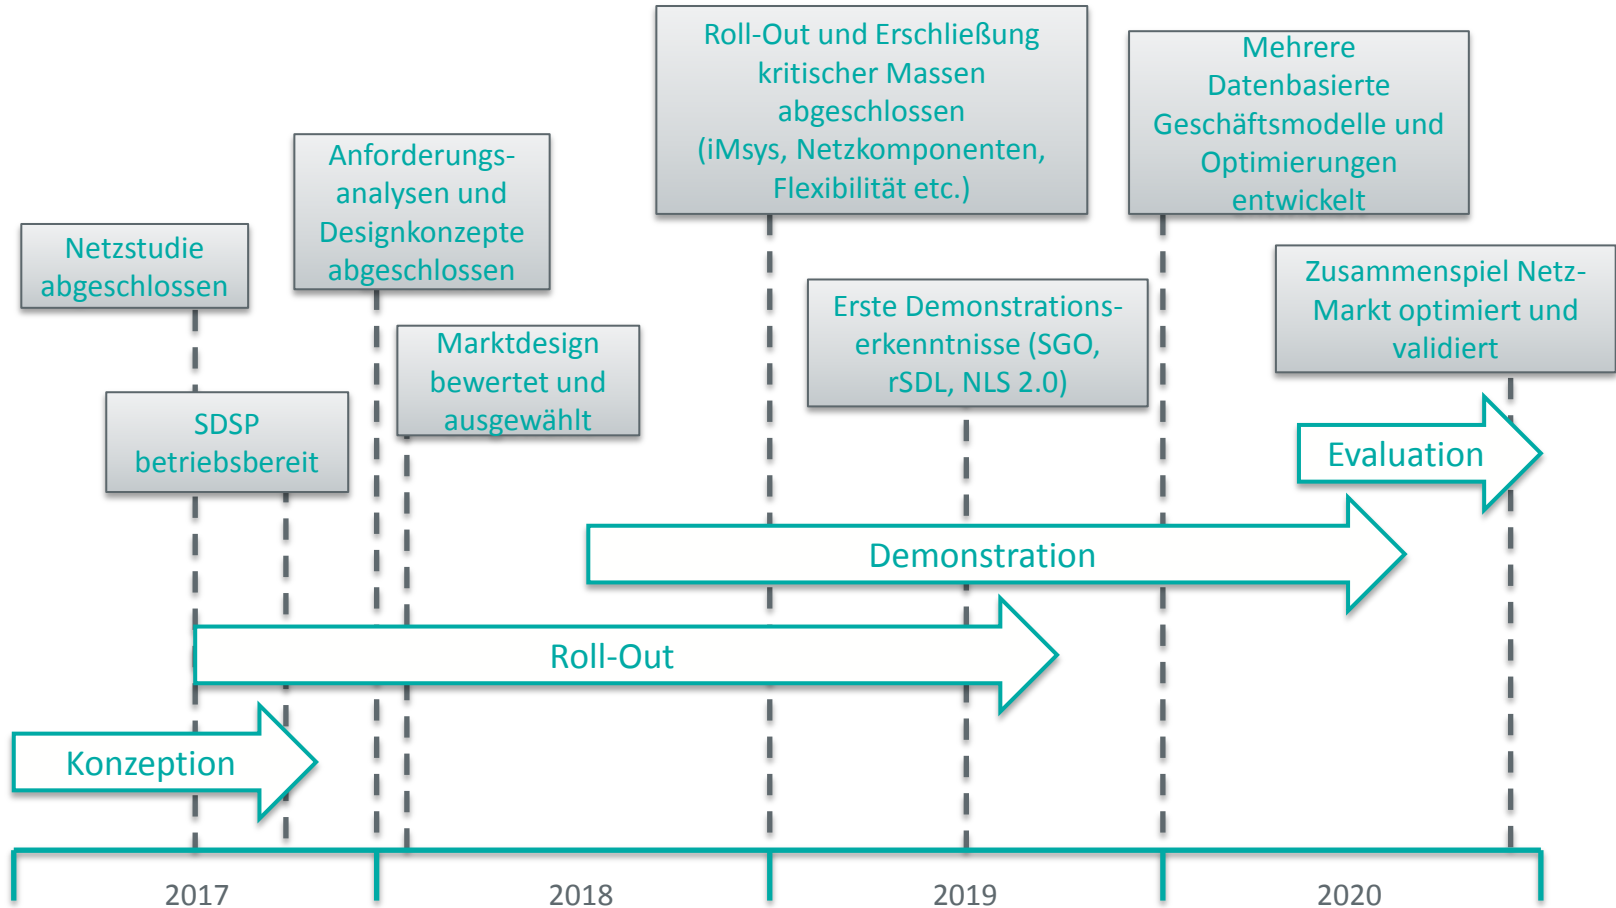 Netzstudie
abgeschlossen
SDSP
betriebsbereit
Anforderungs-
analysen und
Designkonzepte
abgeschlossen
Marktdesign
bewertet und
ausgewählt
Roll-Out und Erschließung
kritischer Massen
abgeschlossen
(iMsys, Netzkomponenten,
Flexibilität etc.)
Erste Demonstrations-
erkenntnisse (SGO,
rSDL, NLS 2.0)
Mehrere
Datenbasierte
Geschäftsmodelle und
Optimierungen
entwickelt
Zusammenspiel Netz-
Markt optimiert und
validiert
Evaluation
Demonstration
Roll-Out
Konzeption
2017
2018
2019
2020